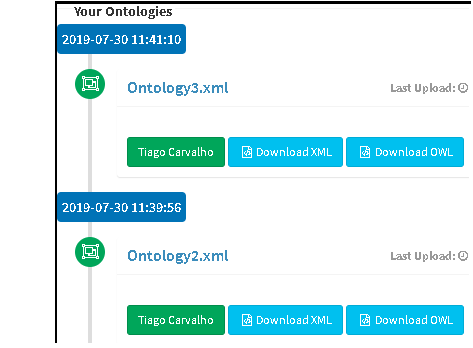 Your Ontologies
2019-07-30 11:41:10
Ontology3.xml Last Upload:
Tiago Carvalho Download XML Download OWL
2019-07-30 11:39:56
Ontology2.xml Last Upload:
Tiago Carvalho Download XML Download OWL